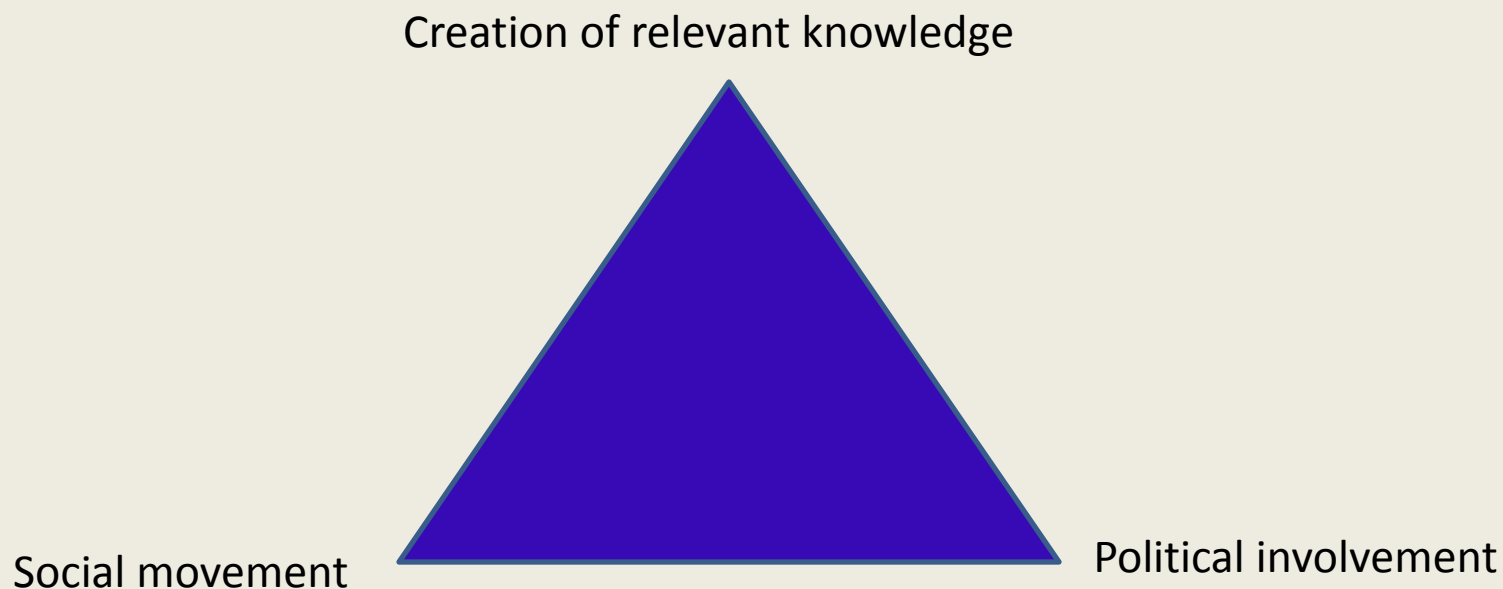 Creation of relevant knowledge
Social movement
Political involvement